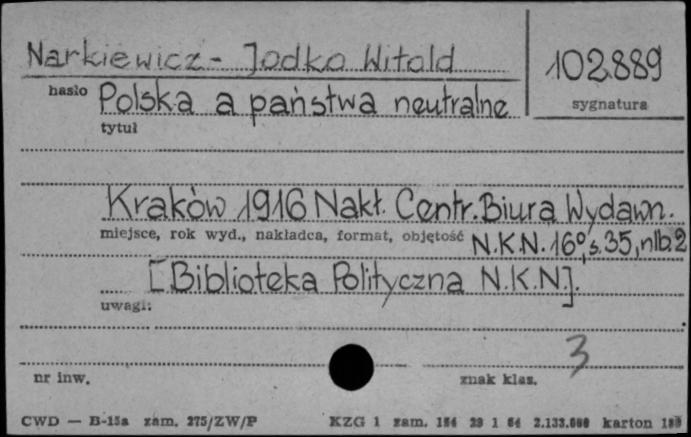 Narkiewicz - Jodko Witold
102889
hasło
Polska a państwa neutralne
sygnatura
tytuł
Kraków 1916 Nakł. Centr. Biura Wydawn.
miejsce, rok wyd., nakładca, format, objętość
N.K.N. 16°, s. 35, nlb. 2
[Biblioteka Polityczna N.K.N].
uwagi:
3
nr inw.
znak klas.
CWD — B-15a zam. 275/ZW/P KZG 1 zam. 1 64 karton